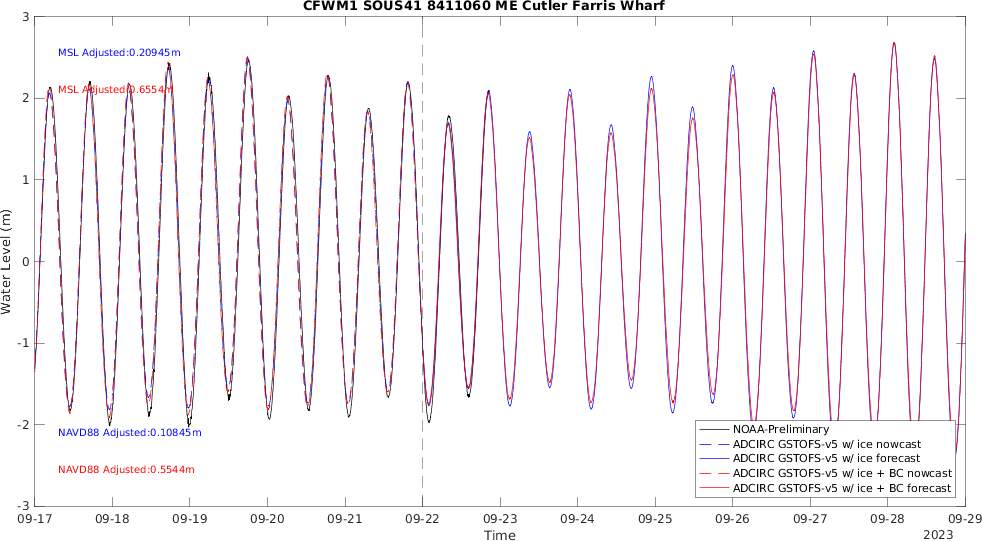 CFWM1 SOUS41 8411060 ME Cutler Farris Wharf
3
2
1
0
-1
-2
-3
Water Level (m)
MSL Adjusted:0.20945m
MSL Adjusted:0.6554m
NAVD88 Adjusted:0.10845m
NAVD88 Adjusted:0.5544m
NOAA-Preliminary
ADCIRC GSTOFS-v5 w/ ice nowcast
ADCIRC GSTOFS-v5 w/ ice forecast
ADCIRC GSTOFS-v5 w/ ice + BC nowcast
ADCIRC GSTOFS-v5 w/ ice + BC forecast
09-17 09-18 09-19 09-20 09-21 09-22 09-23 09-24 09-25 09-26 09-27 09-28 09-29
Time
2023